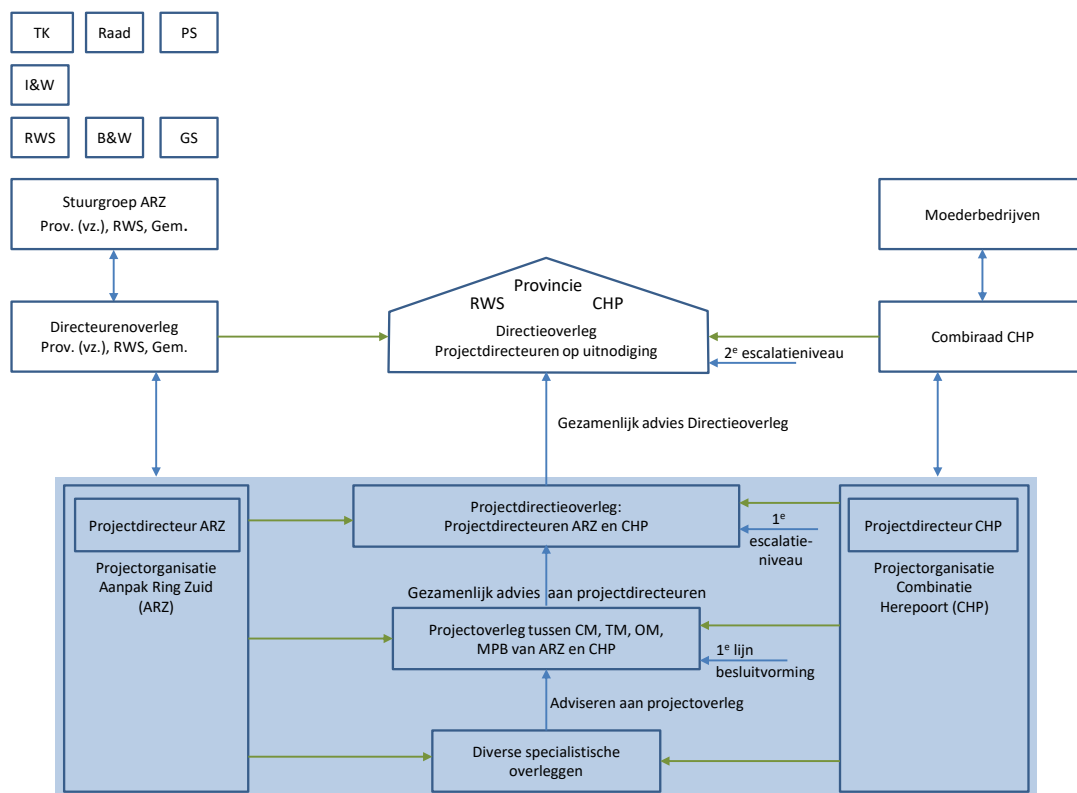 TK
Raad
PS
I&W
RWS
B&W
GS
Stuurgroep ARZ
Prov. (vz.), RWS, Gem.
Moederbedrijven
Directeurenoverleg
Prov. (vz.), RWS, Gem.
Provincie
RWS CHP
Directieoverleg
Projectdirecteuren op uitnodiging
Combiraad CHP
2e escalatieniveau
Gezamenlijk advies Directieoverleg
Projectdirecteur ARZ
Projectorganisatie
Aanpak Ring Zuid
(ARZ)
Projectdirectieoverleg:
Projectdirecteuren ARZ en CHP
1e
escalatie-
niveau
Projectdirecteur CHP
Projectorganisatie
Combinatie
Herepoort (CHP)
Gezamenlijk advies aan projectdirecteuren
Projectoverleg tussen CM, TM, OM,
MPB van ARZ en CHP
1e lijn
besluitvorming
Adviseren aan projectoverleg
Diverse specialistische
overleggen